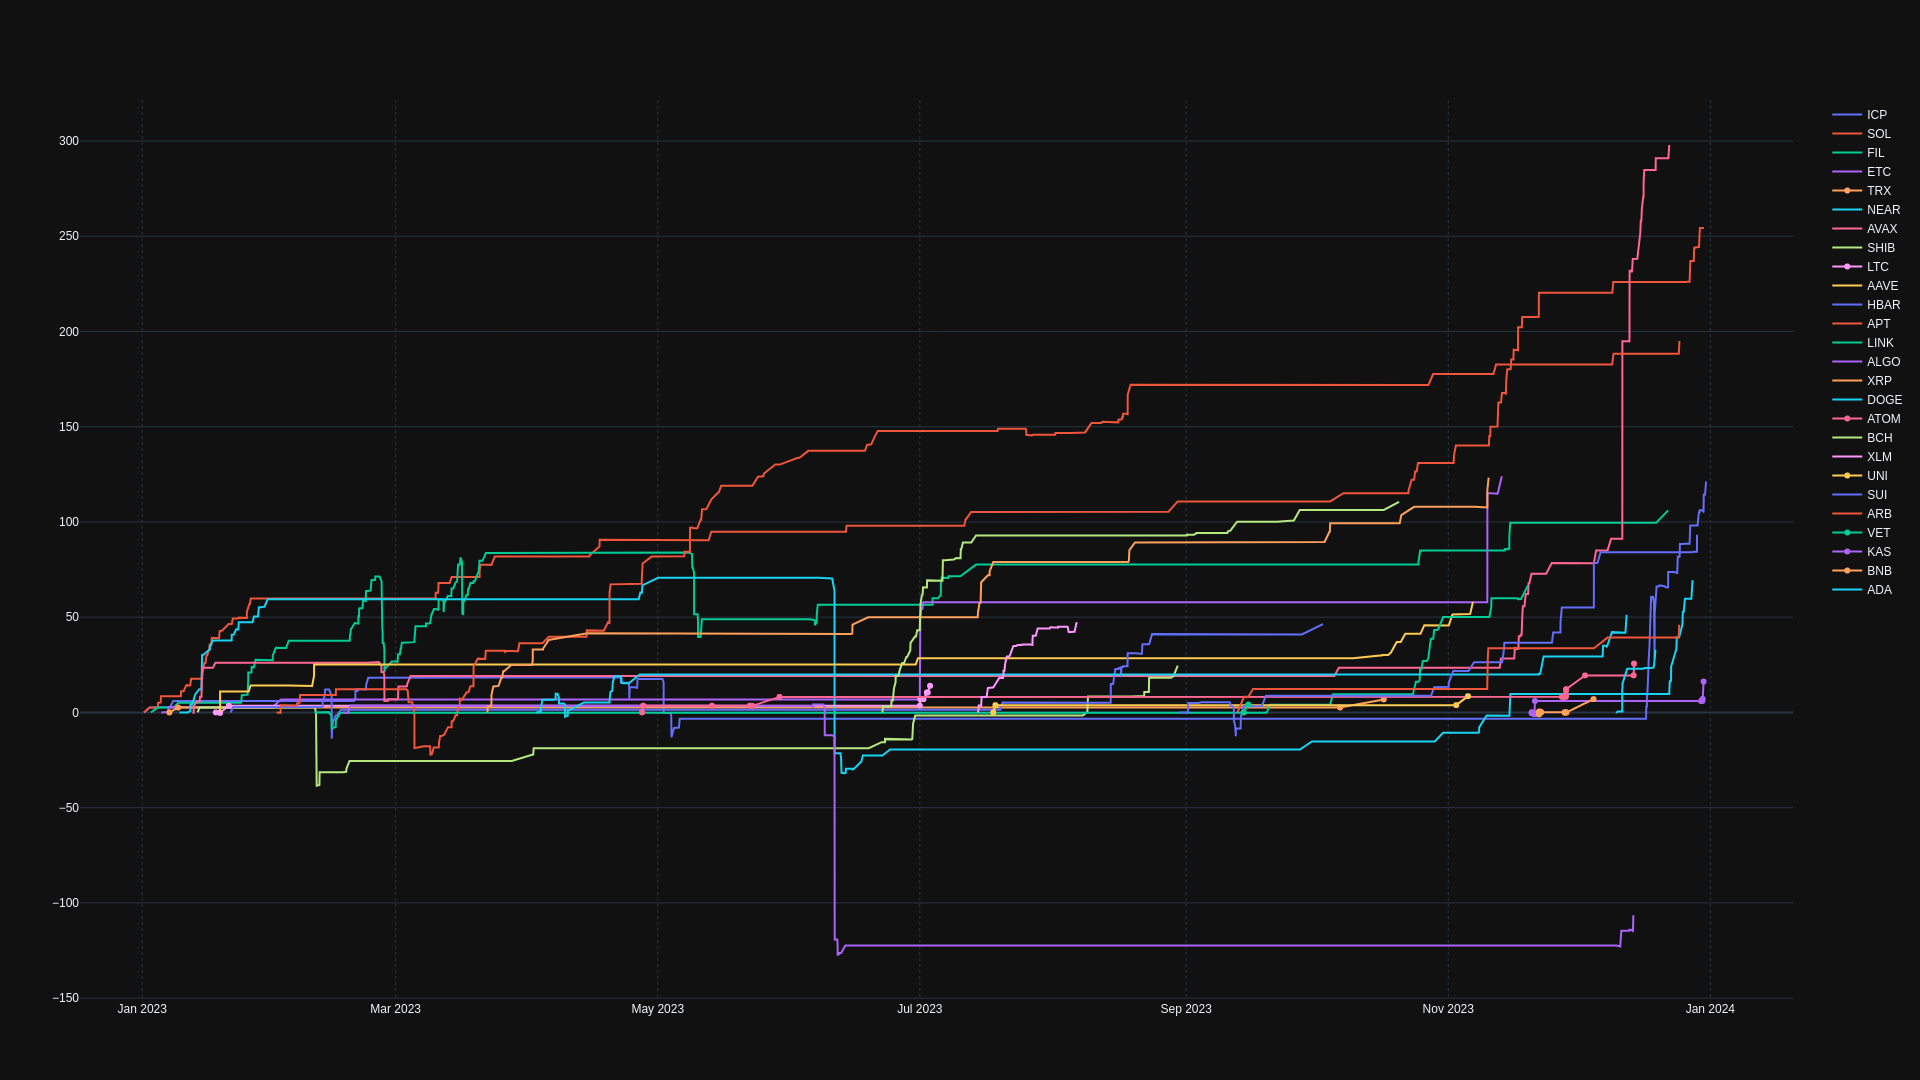 300
250
200
150
100
50
0
−50
−100
−150
Jan 2023
Mar 2023
May 2023
Jul 2023
Sep 2023
Nov 2023
Jan 2024
ICP
SOL
FIL
ETC
TRX
NEAR
AVAX
SHIB
LTC
AAVE
HBAR
APT
LINK
ALGO
XRP
DOGE
ATOM
BCH
XLM
UNI
SUI
ARB
VET
KAS
BNB
ADA